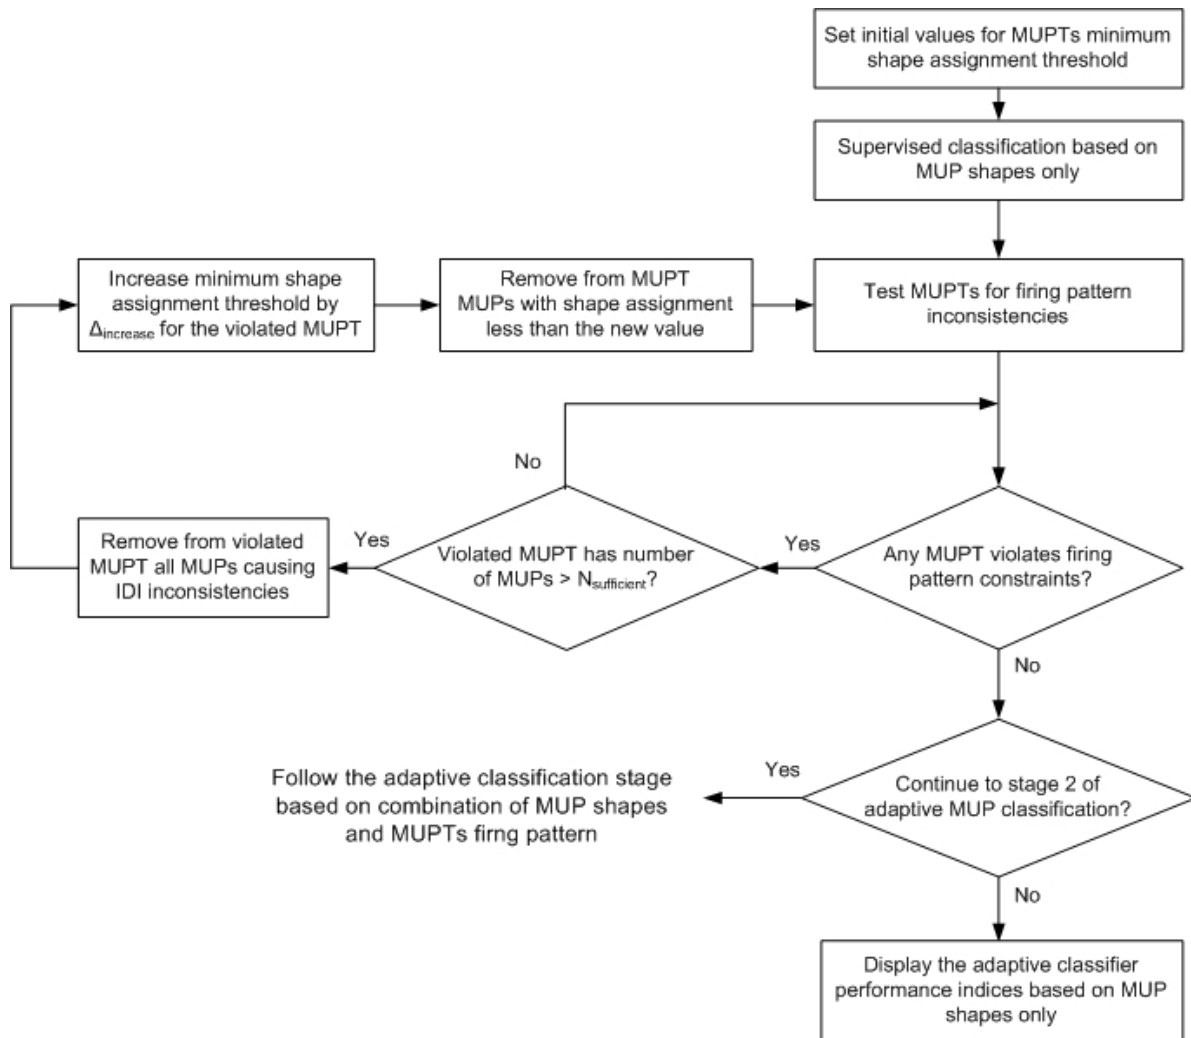 Set initial values for MUPTs minimum
shape assignment threshold
Supervised classification based on
MUP shapes only
Increase minimum shape
assignment threshold by
Δincrease for the violated MUPT
Remove from MUPT
MUPs with shape assignment
less than the new value
Test MUPTs for firing pattern
inconsistencies
No
Remove from violated
MUPT all MUPs causing
IDI inconsistencies
Yes
Violated MUPT has number
of MUPs > Nsufficient?
Yes
Any MUPT violates firing
pattern constraints?
No
Follow the adaptive classification stage
based on combination of MUP shapes
and MUPTs firng pattern
Yes
Continue to stage 2 of
adaptive MUP classification?
No
Display the adaptive classifier
performance indices based on MUP
shapes only